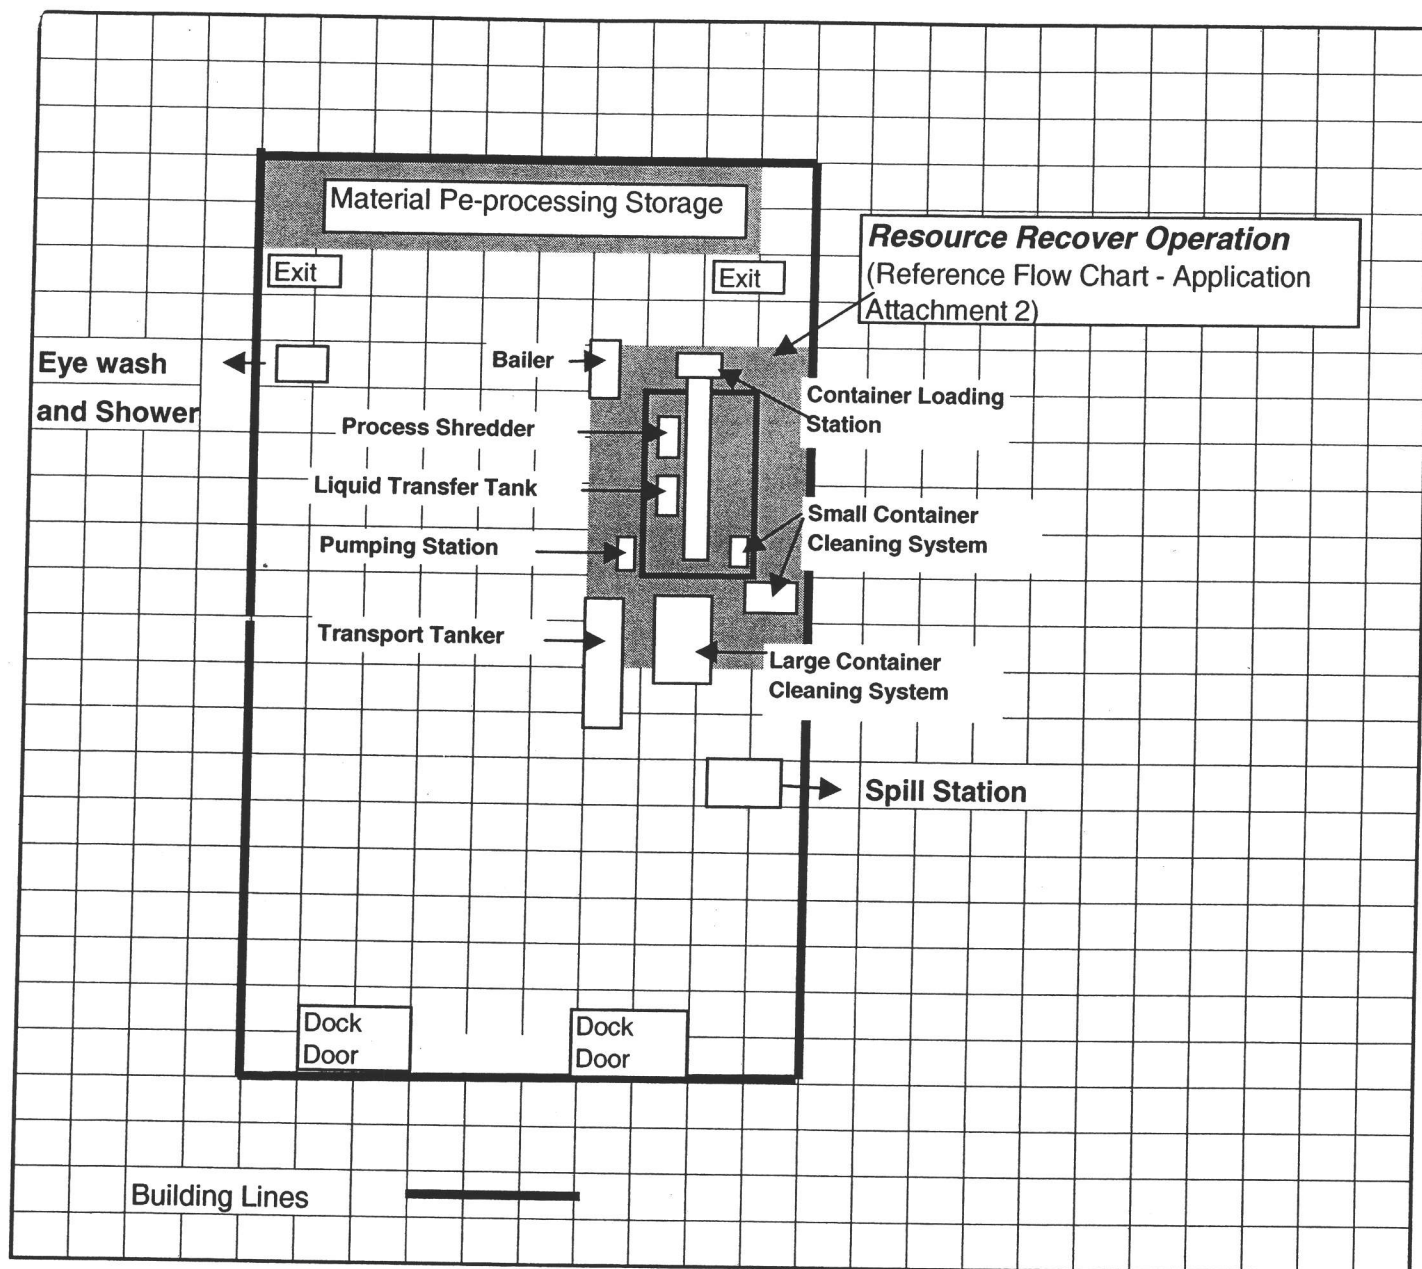 Material Pe-processing Storage
Resource Recover Operation
(Reference Flow Chart - Application
Attachment 2)
Exit
Exit
Eye wash
and Shower
Bailer
Container Loading
Station
Process Shredder
Liquid Transfer Tank
Small Container
Cleaning System
Pumping Station
Transport Tanker
Large Container
Cleaning System
Spill Station
Dock
Door
Dock
Door
Building Lines